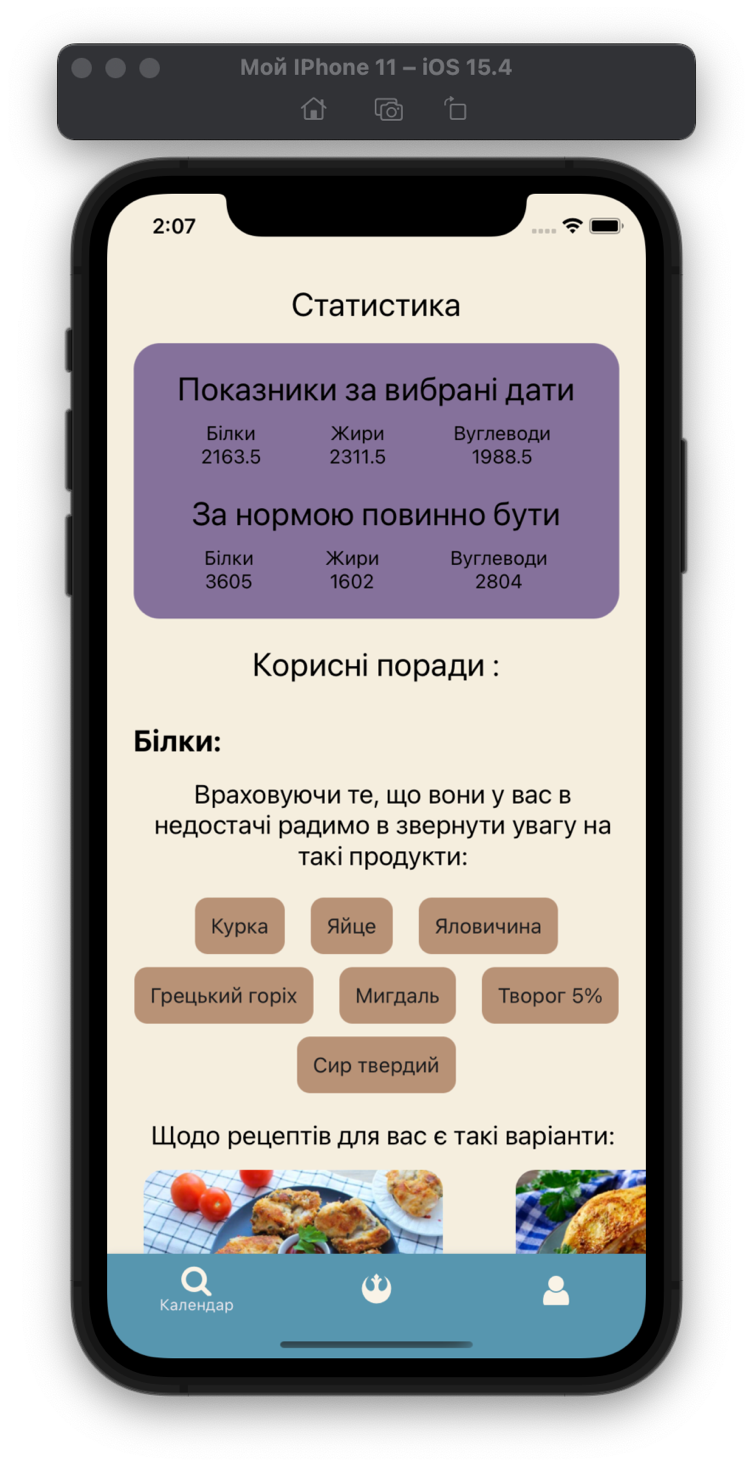 Мой IPhone 11 – iOS 15.4
2:07
Статистика
Показники за вибрані дати
Білки Жири Вуглеводи
2163.5 2311.5 1988.5
За нормою повинно бути
Білки Жири Вуглеводи
3605 1602 2804
Корисні поради :
Білки:
Враховуючи те, що вони у вас в
недостачі радимо в звернути увагу на
такі продукти:
Курка Яйце Яловичина
Грецький горіх Мигдаль Творог 5%
Сир твердий
Щодо рецептів для вас є такі варіанти:
Календар